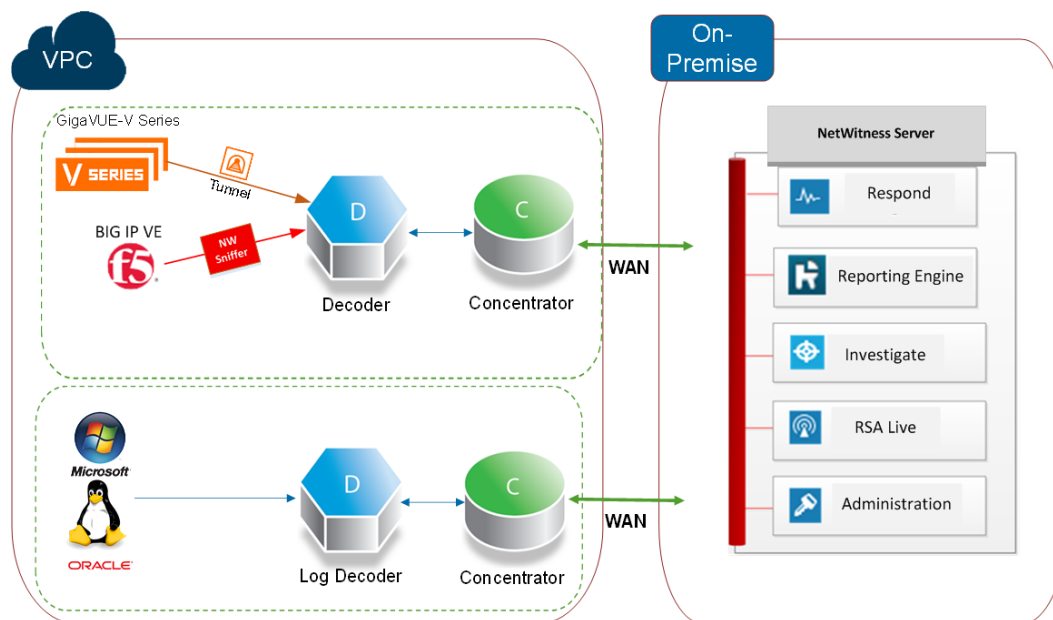 VPC
On-
Premise
GigaVUE-V Series
V SERIES
Tunnel
BIG IP VE
f5
NW
Sniffer
D
Decoder
C
Concentrator
WAN
Microsoft
ORACLE
D
Log Decoder
C
Concentrator
WAN
NetWitness Server
Respond
Reporting Engine
Investigate
RSA Live
Administration